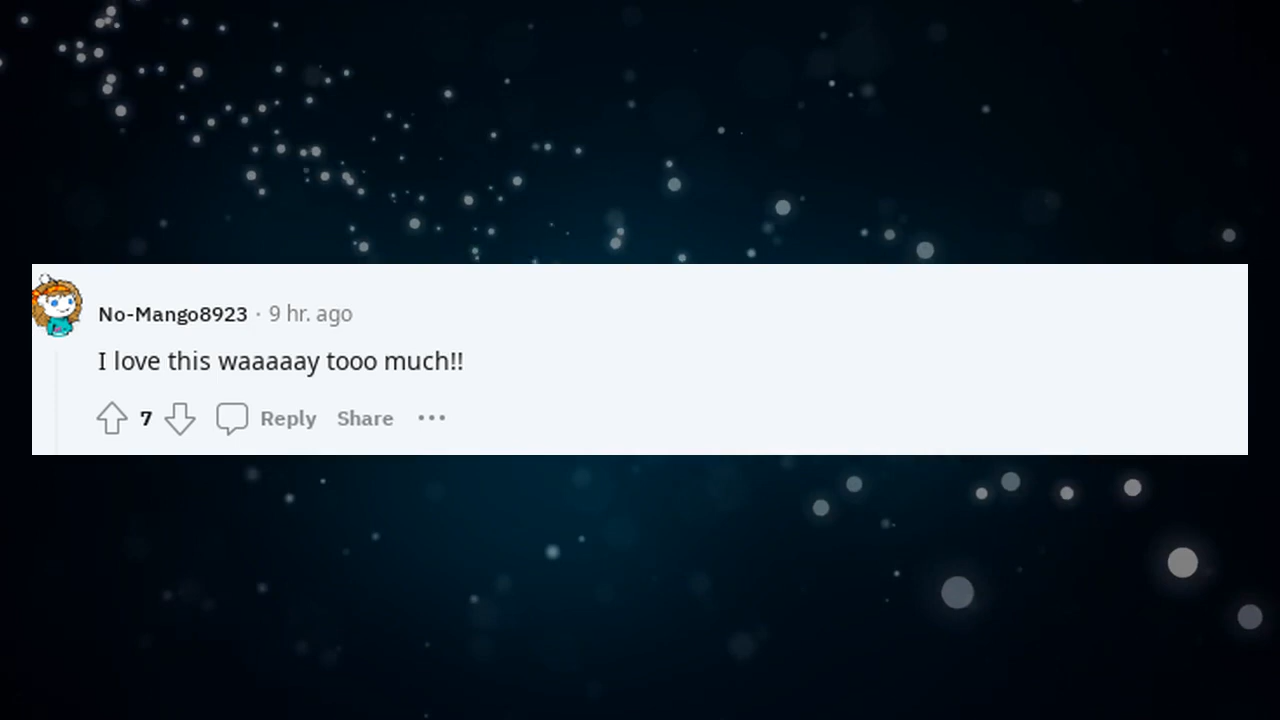 No-Mango8923 · 9 hr. ago
I love this waaaaay tooo much!!
7 Reply Share